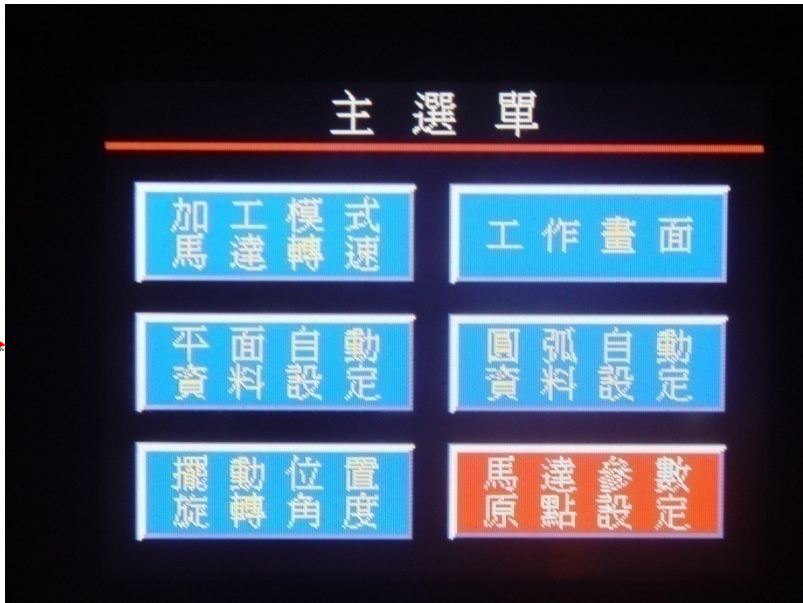 主選單
加工模式
馬達轉速
工作畫面
平面自動
資料設定
圓弧自動
資料設定
擺動位置
旋轉角度
馬達參數
原點設定